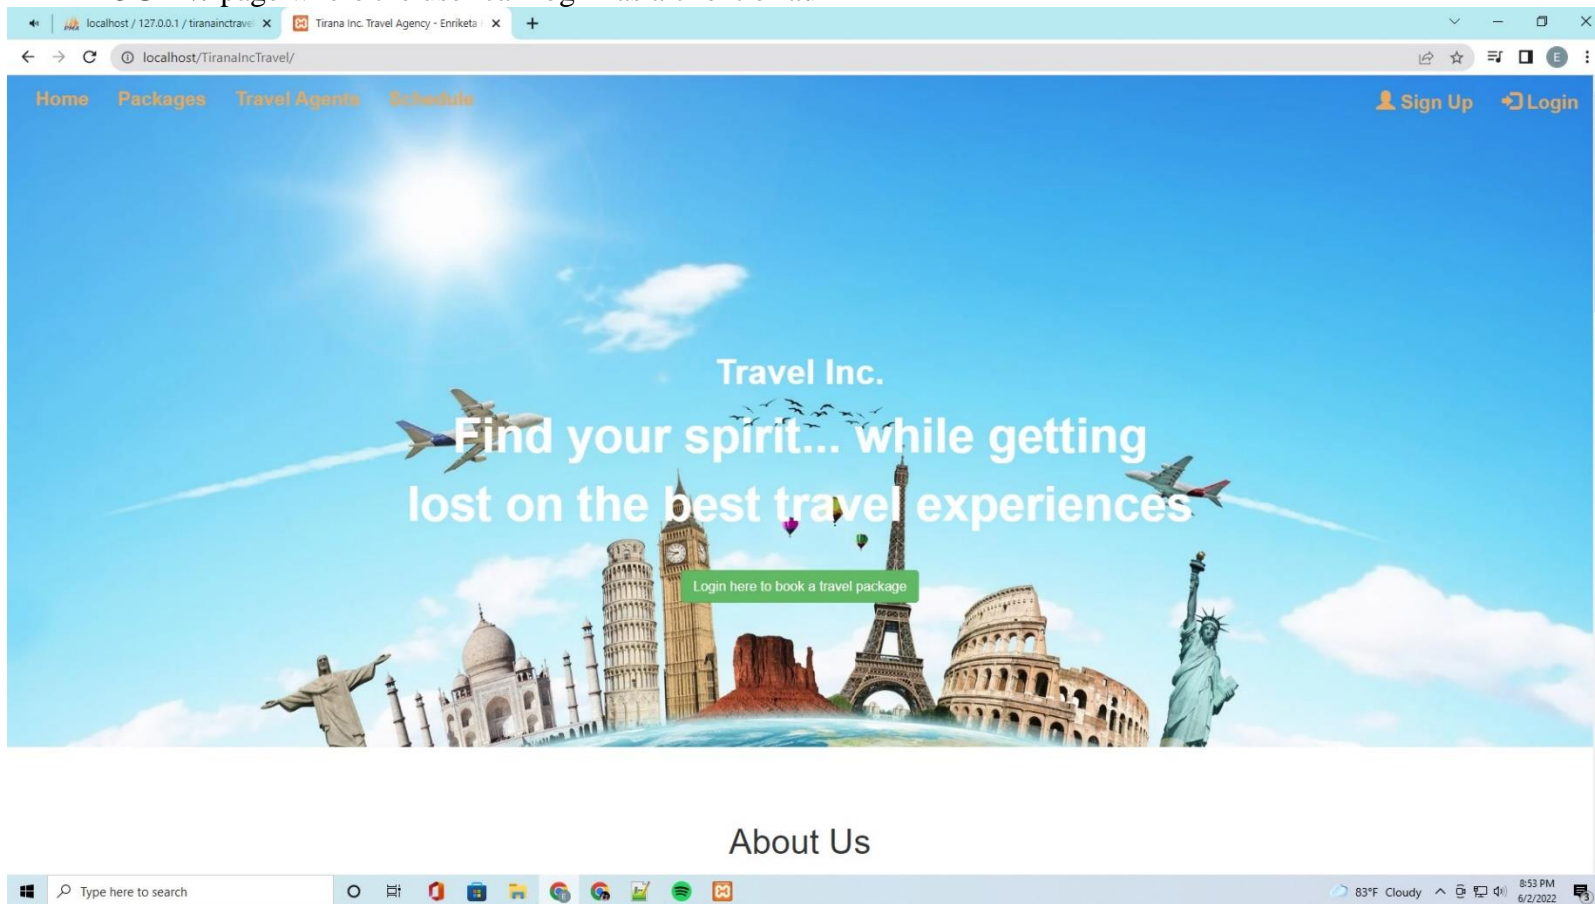 localhost / 127.0.0.1 / tiranainctravel
Tirana Inc. Travel Agency - Enriketa
localhost/TiranaIncTravel/
E
Home Packages Travel Agents Schedule Sign Up Login
Travel Inc.
Find your spirit... while getting
lost on the best travel experiences
Login here to book a travel package
About Us
Type here to search
83°F Cloudy
8:53 PM
6/2/2022